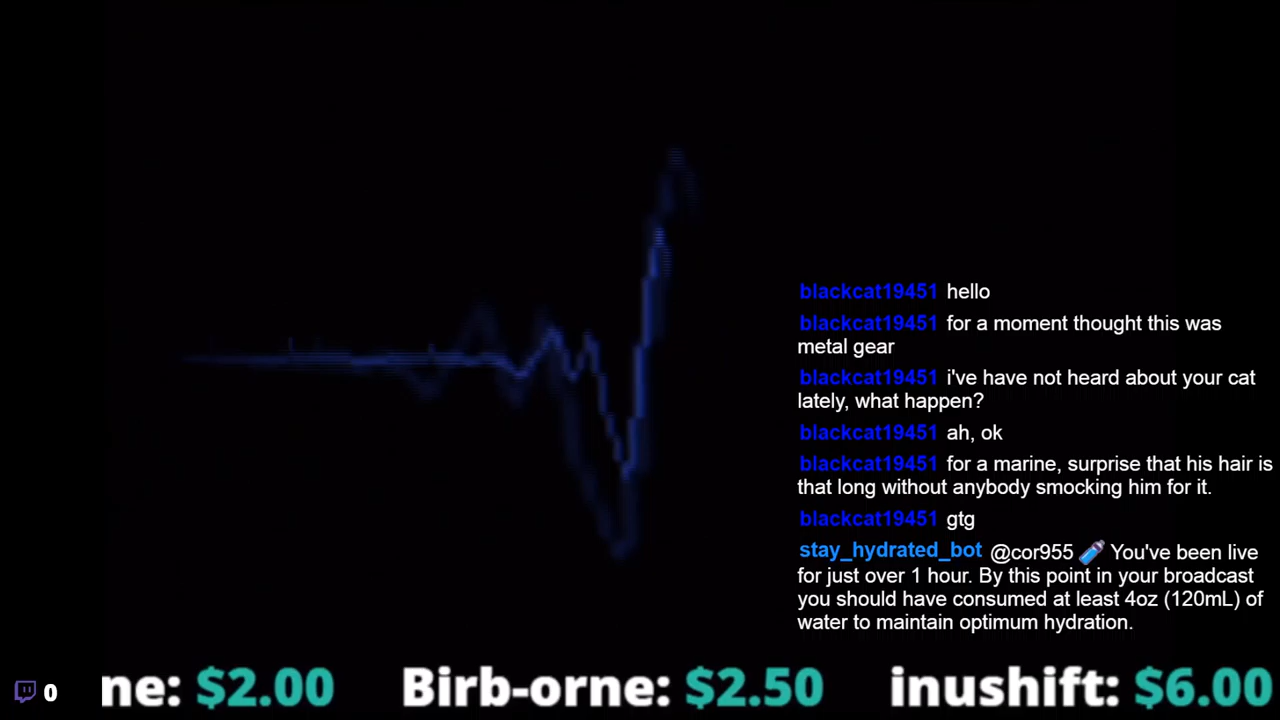 blackcat19451 hello
blackcat19451 for a moment thought this was
metal gear
blackcat19451 i've have not heard about your cat
lately, what happen?
blackcat19451 ah, ok
blackcat19451 for a marine, surprise that his hair is
that long without anybody smocking him for it.
blackcat19451 gtg
stay_hydrated_bot @cor955 You've been live
for just over 1 hour. By this point in your broadcast
you should have consumed at least 4oz (120mL) of
water to maintain optimum hydration.
0 ne: $2.00 Birb-orne: $2.50 inushift: $6.00